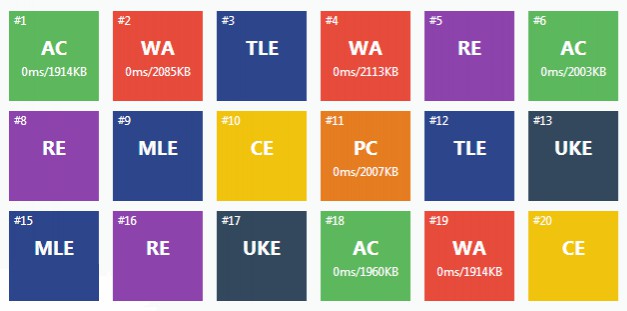 #1 #2 #3 #4 #5 #6
AC WA TLE WA RE AC
0ms/1914KB 0ms/2085KB 0ms/2113KB 0ms/2003KB
#8 #9 #10 #11 #12 #13
RE MLE CE PC TLE UKE
0ms/2007KB
#15 #16 #17 #18 #19 #20
MLE RE UKE AC WA CE
0ms/1960KB 0ms/1914KB